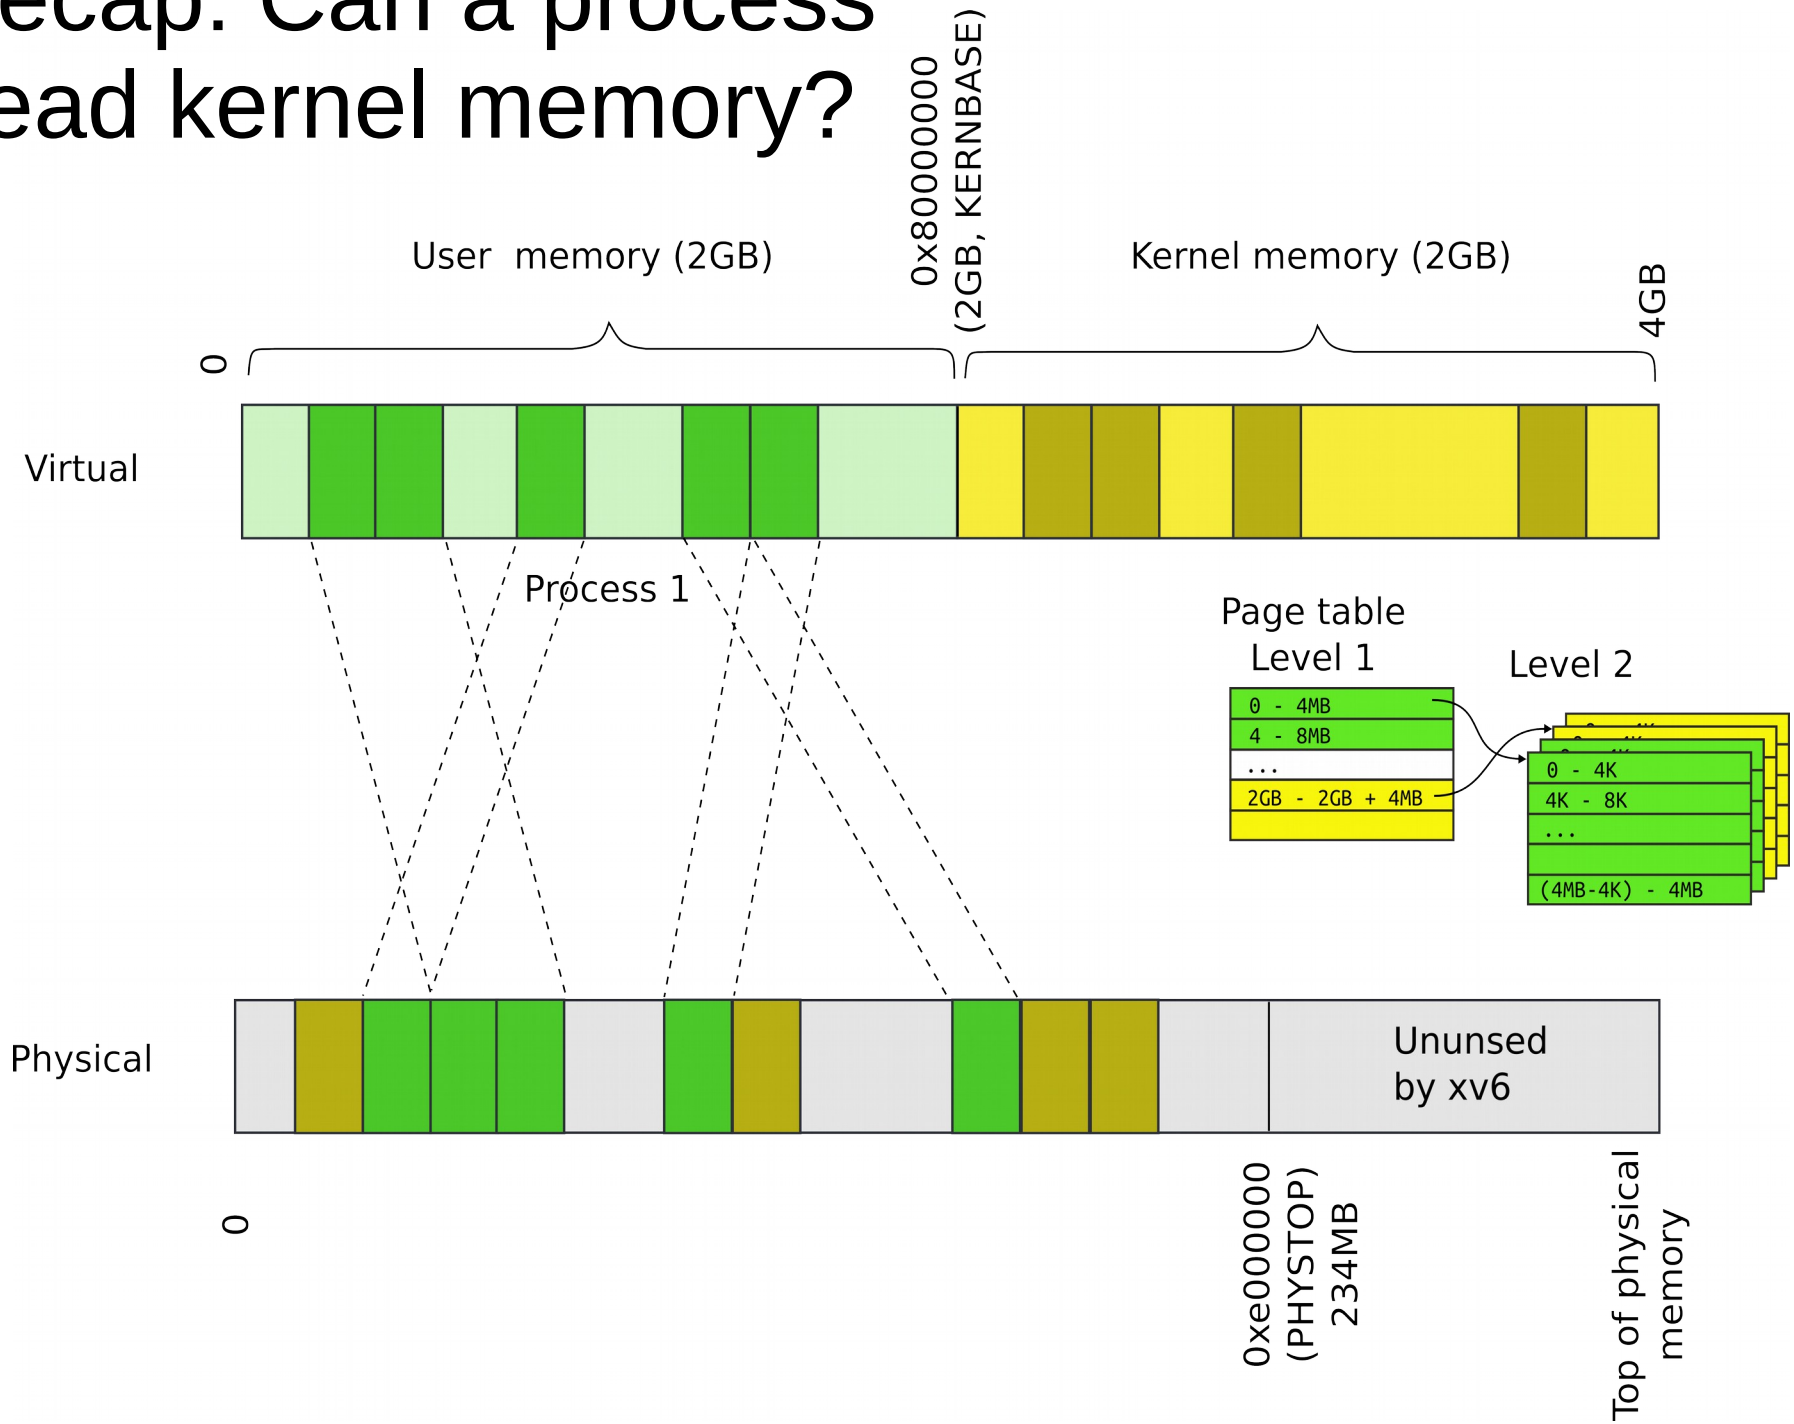 ecap: Can a process
ead kernel memory?
0x80000000
(2GB, KERNBASE)
User memory (2GB)
Kernel memory (2GB)
4GB
0
Virtual
Process 1
Page table
Level 1
Level 2
0 - 4MB
4 - 8MB
...
2GB - 2GB + 4MB
0 - 4K
4K - 8K
...
(4MB-4K) - 4MB
Physical
Ununsed
by xv6
0
0xe000000
(PHYSTOP)
234MB
Top of physical
memory